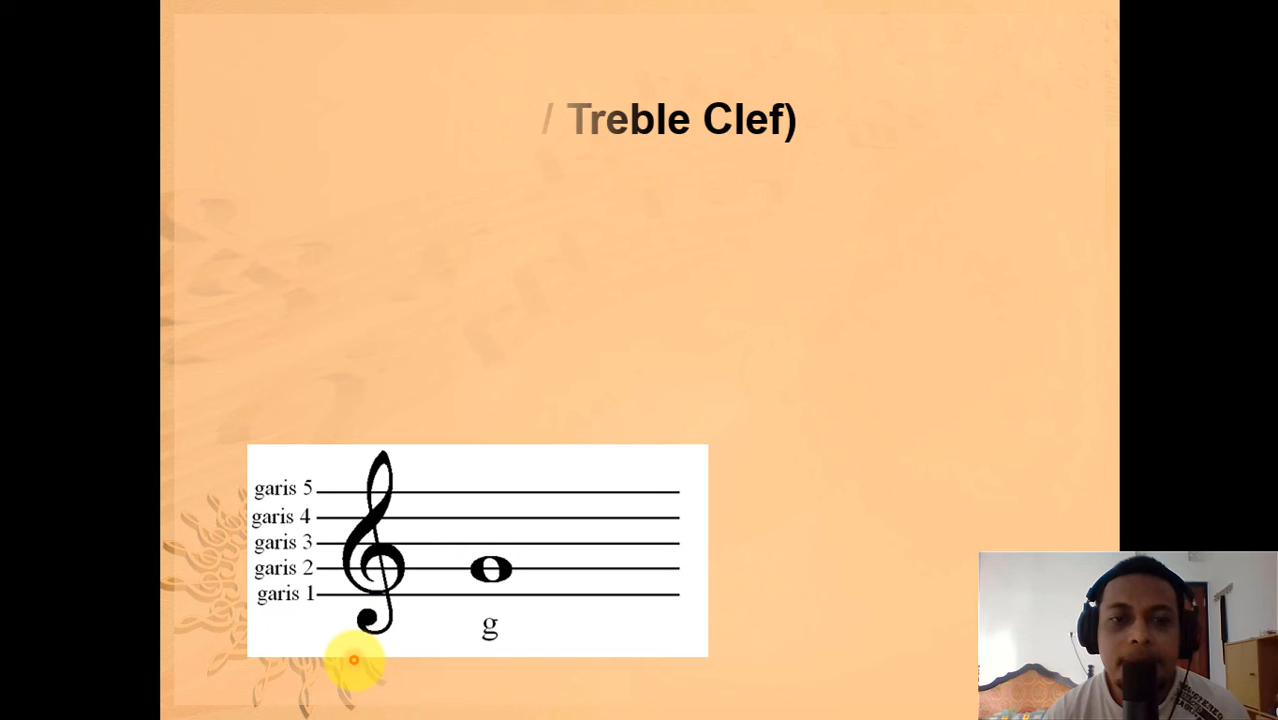 / Treble Clef)
garis 5
garis 4
garis 3
garis 2
garis 1
g